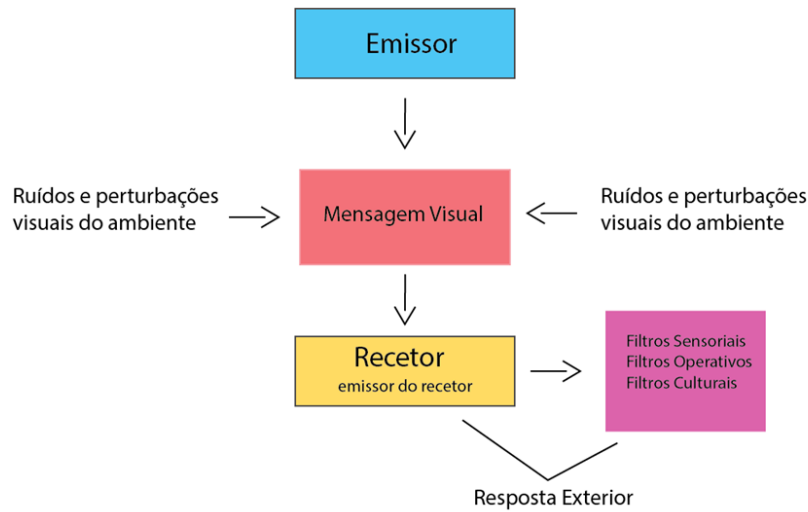 Emissor
Ruídos e perturbações
visuais do ambiente
Mensagem Visual
Ruídos e perturbações
visuais do ambiente
Recetor
emissor do recetor
Filtros Sensoriais
Filtros Operativos
Filtros Culturais
Resposta Exterior